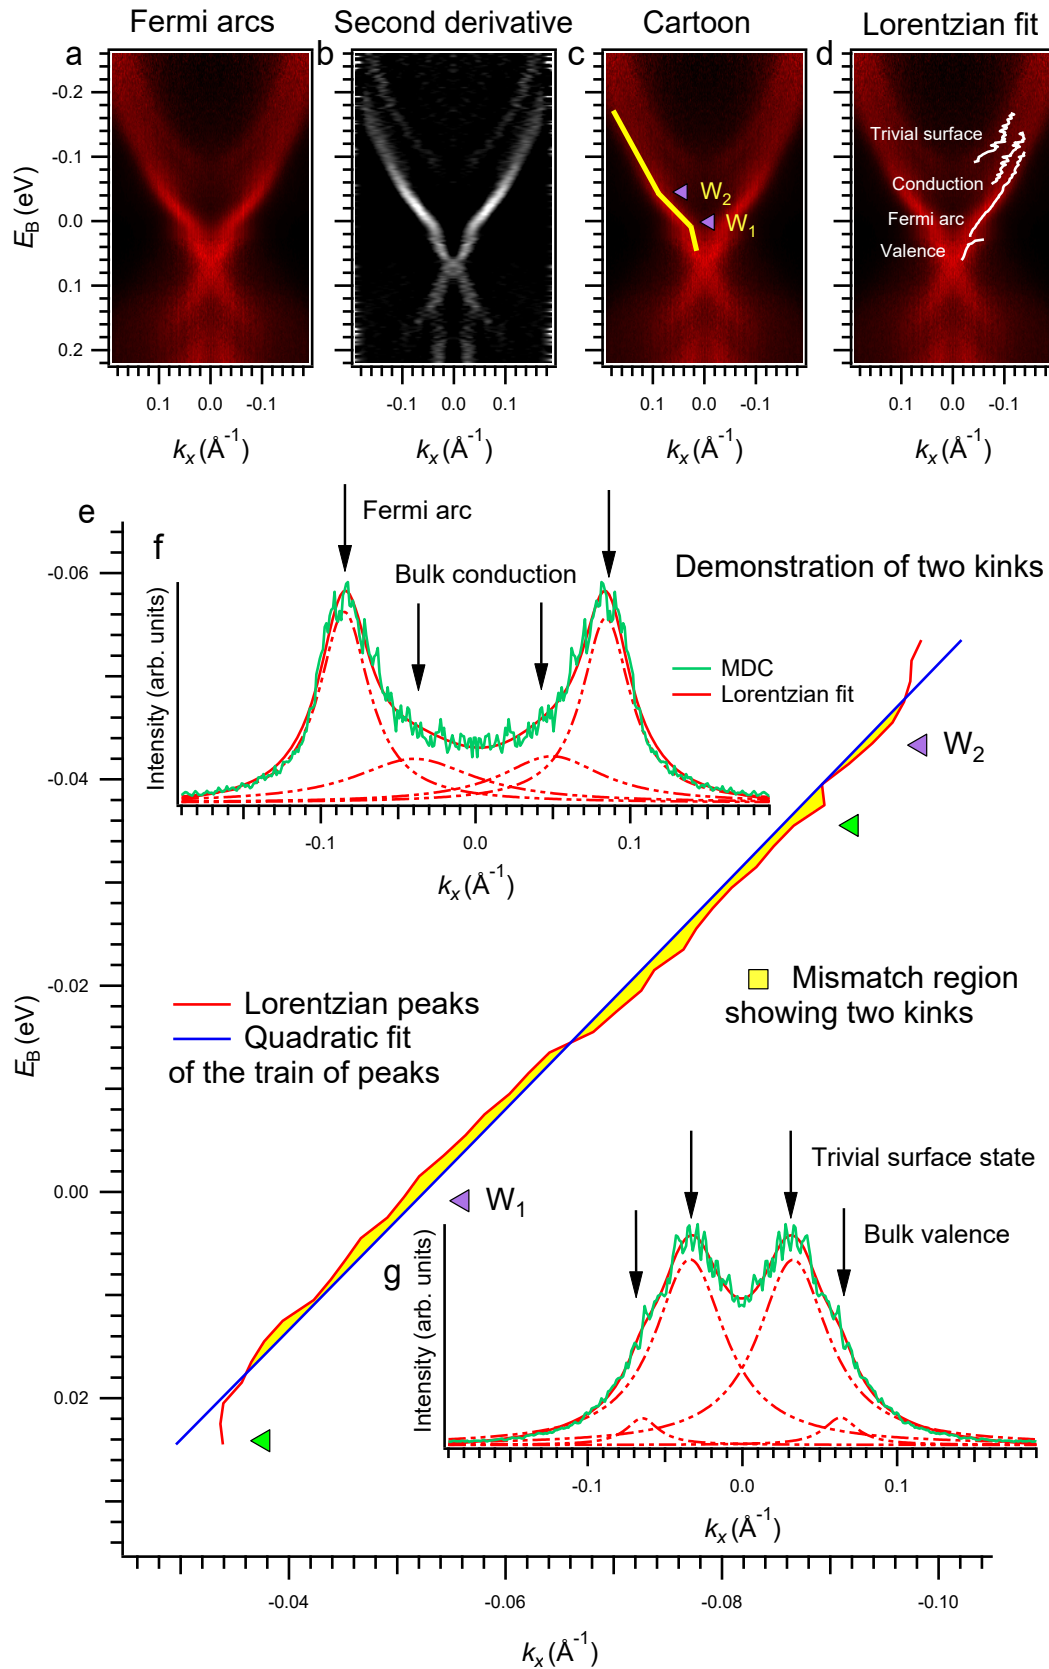 Fermi arcs
Second derivative
Cartoon
Lorentzian fit
a
b
c
d
-0.2
-0.1
0.0
0.1
0.2
E_B (eV)
W_2
W_1
Trivial surface
Conduction
Fermi arc
Valence
0.1 0.0 -0.1
-0.1 0.0 0.1
0.1 0.0 -0.1
0.1 0.0 -0.1
k_x (Å^-1)
k_x (Å^-1)
k_x (Å^-1)
k_x (Å^-1)
e
-0.06
-0.04
-0.02
0.00
0.02
E_B (eV)
f
Fermi arc
Bulk conduction
Intensity (arb. units)
-0.1 0.0 0.1
k_x (Å^-1)
Demonstration of two kinks
MDC
Lorentzian fit
W_2
Mismatch region
showing two kinks
Lorentzian peaks
Quadratic fit
of the train of peaks
W_1
g
Trivial surface state
Bulk valence
Intensity (arb. units)
-0.1 0.0 0.1
k_x (Å^-1)
-0.04 -0.06 -0.08 -0.10
k_x (Å^-1)